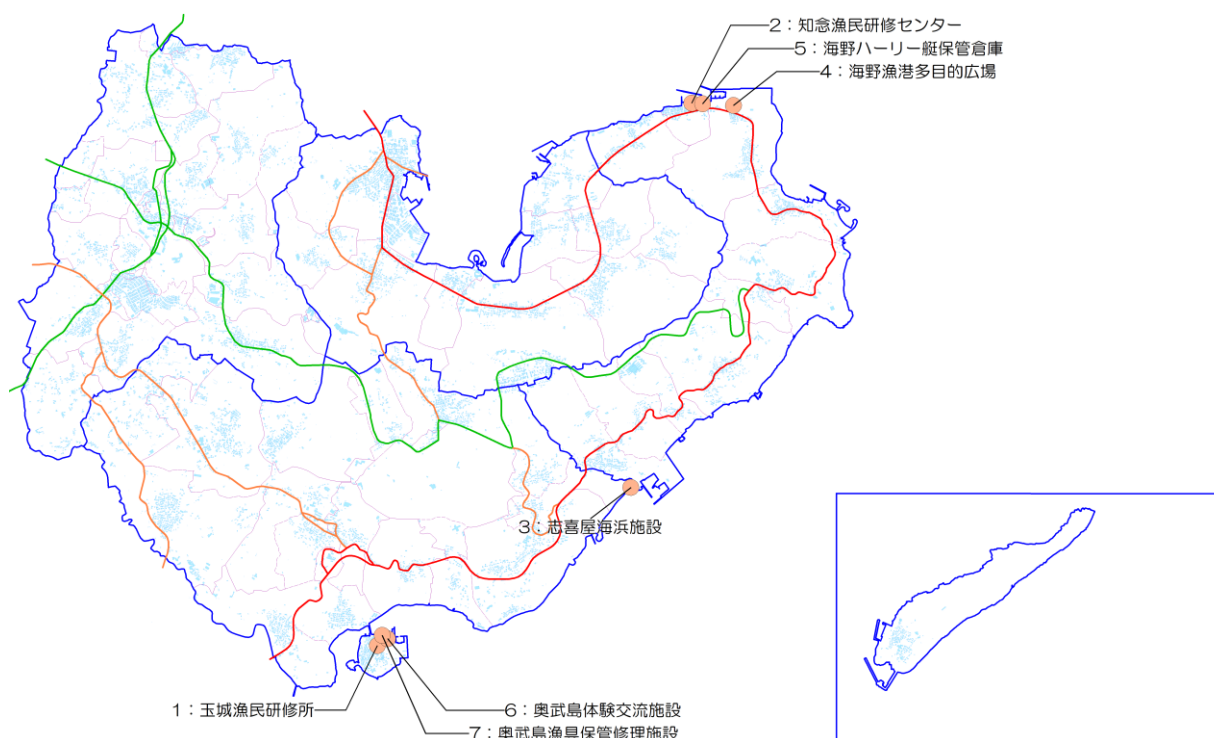 2：知念漁民研修センター
5：海野ハーリー艇保管倉庫
4：海野漁港多目的広場
3：志喜屋海浜施設
1：玉城漁民研修所
6：奥武島体験交流施設
7：奥武島漁具保管修理施設